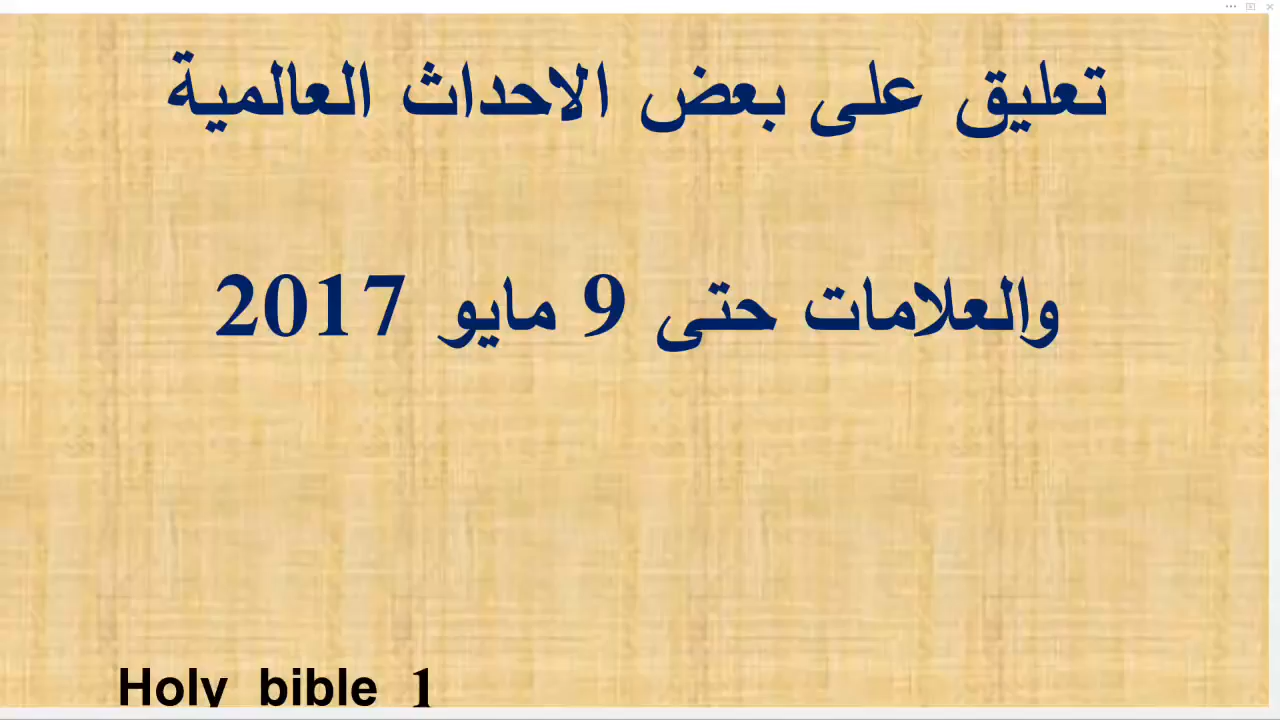 تعليق على بعض الاحداث العالمية
والعلامات حتى 9 مايو 2017
Holy bible 1